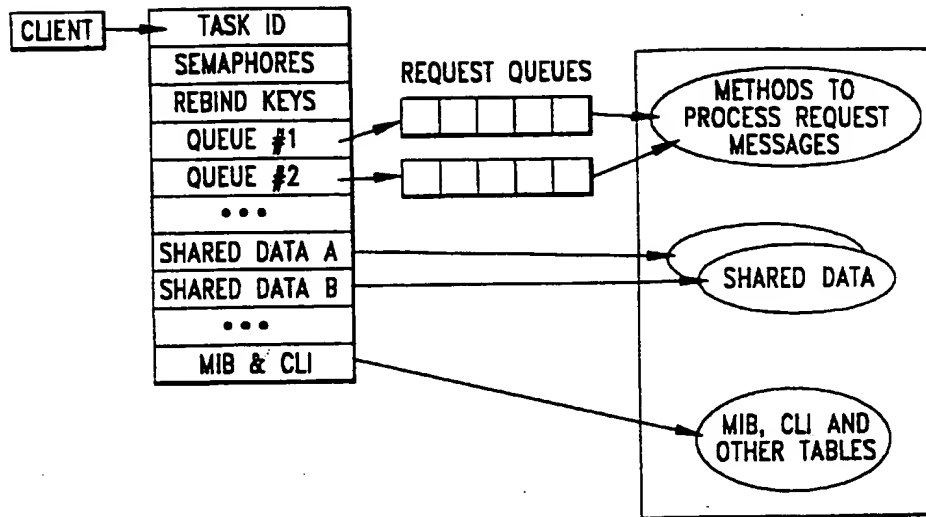 CLIENT
TASK ID
SEMAPHORES
REBIND KEYS
QUEUE #1
QUEUE #2
•••
SHARED DATA A
SHARED DATA B
•••
MIB & CLI
REQUEST QUEUES
METHODS TO
PROCESS REQUEST
MESSAGES
SHARED DATA
MIB, CLI AND
OTHER TABLES